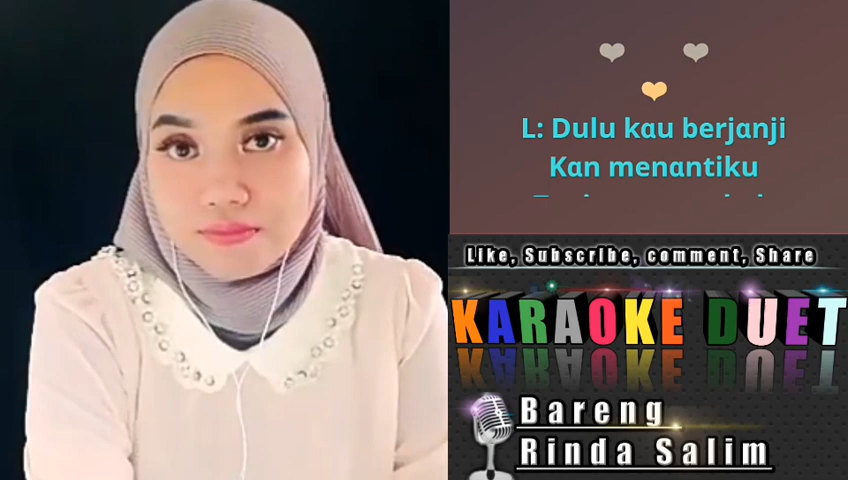 L: Dulu kau berjanji
Kan menantiku
Like, Subscribe, comment, Share
KARAOKE DUET
Bareng
Rinda Salim